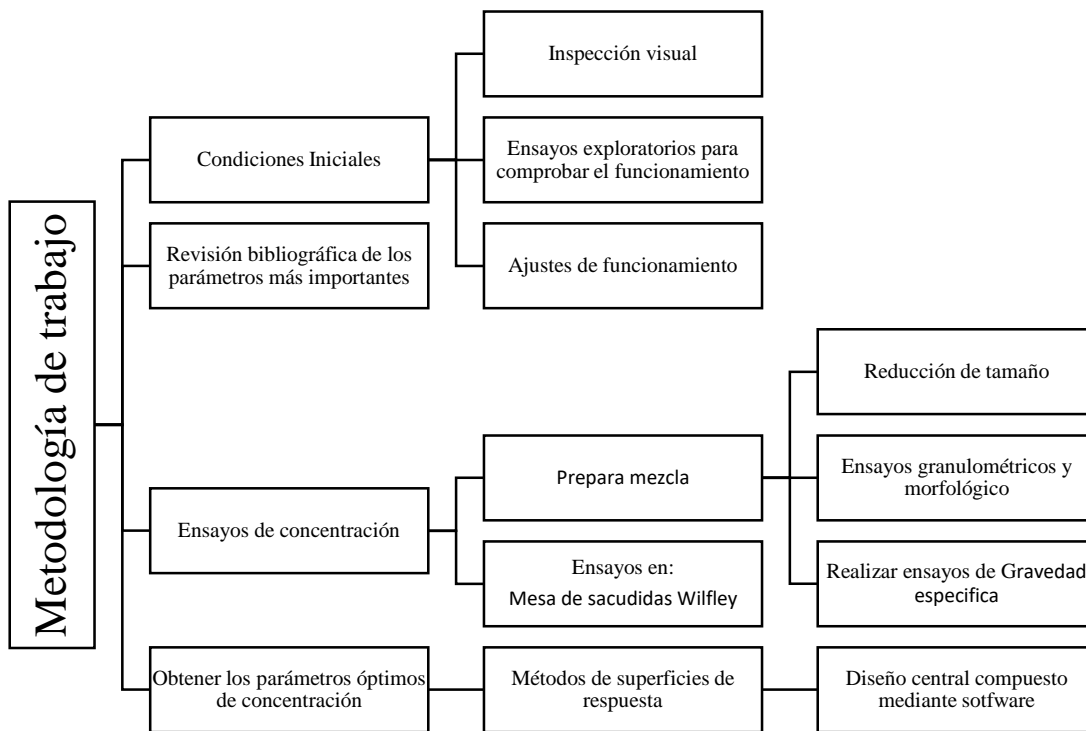 Metodología de trabajo
Condiciones Iniciales
Inspección visual
Ensayos exploratorios para
comprobar el funcionamiento
Ajustes de funcionamiento
Revisión bibliográfica de los
parámetros más importantes
Ensayos de concentración
Prepara mezcla
Reducción de tamaño
Ensayos granulométricos y
morfológico
Realizar ensayos de Gravedad
especifica
Ensayos en:
Mesa de sacudidas Wilfley
Obtener los parámetros óptimos
de concentración
Métodos de superficies de
respuesta
Diseño central compuesto
mediante sotfware